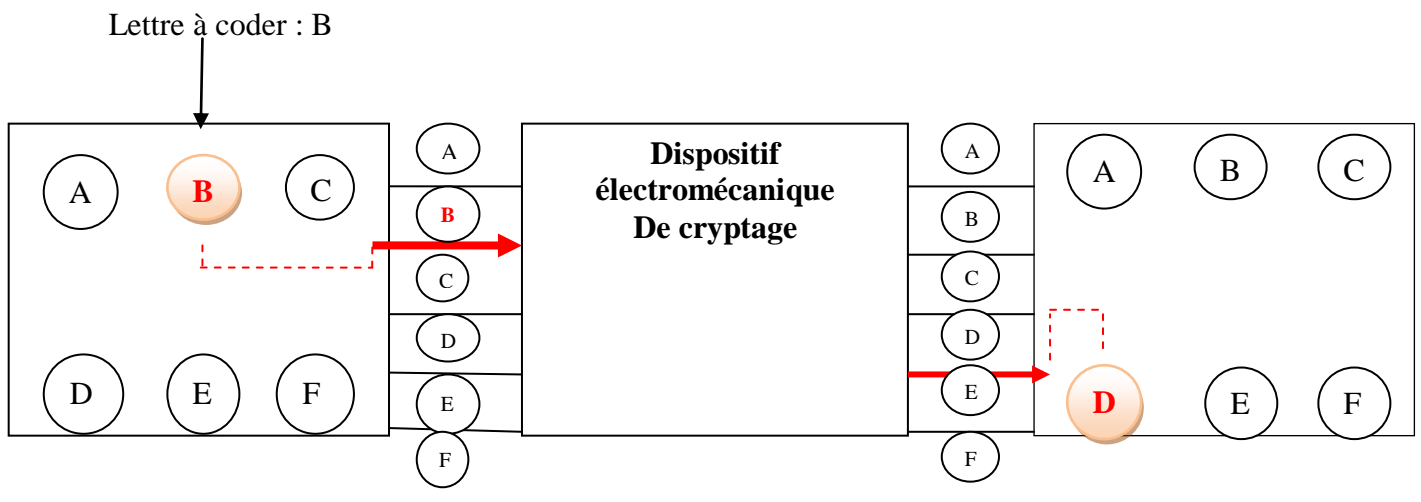 Lettre à coder : B
A B C
D E F
A
B
C
D
E
F
Dispositif
électromécanique
De cryptage
A
B
C
D
E
F
A B C
D E F